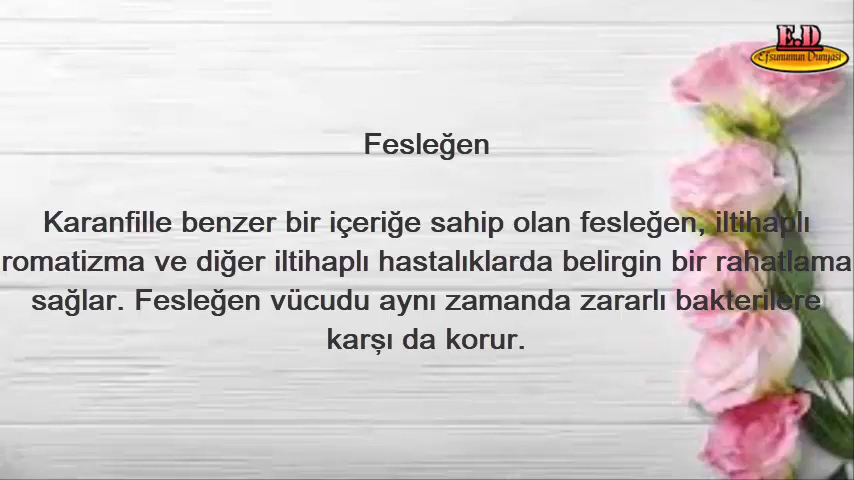 E.D
Efsunumun Dünyası
Fesleğen
Karanfille benzer bir içeriğe sahip olan fesleğen, iltihaplı
romatizma ve diğer iltihaplı hastalıklarda belirgin bir rahatlama
sağlar. Fesleğen vücudu aynı zamanda zararlı bakterilere
karşı da korur.